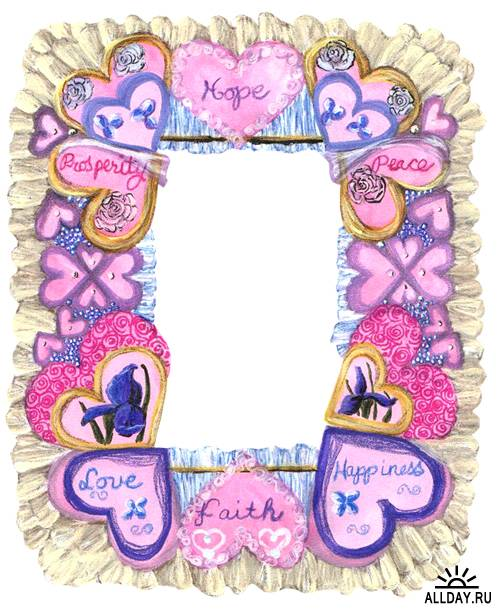 Hope
Prosperity
Peace
Love
Happiness
Faith
ALLDAY.RU